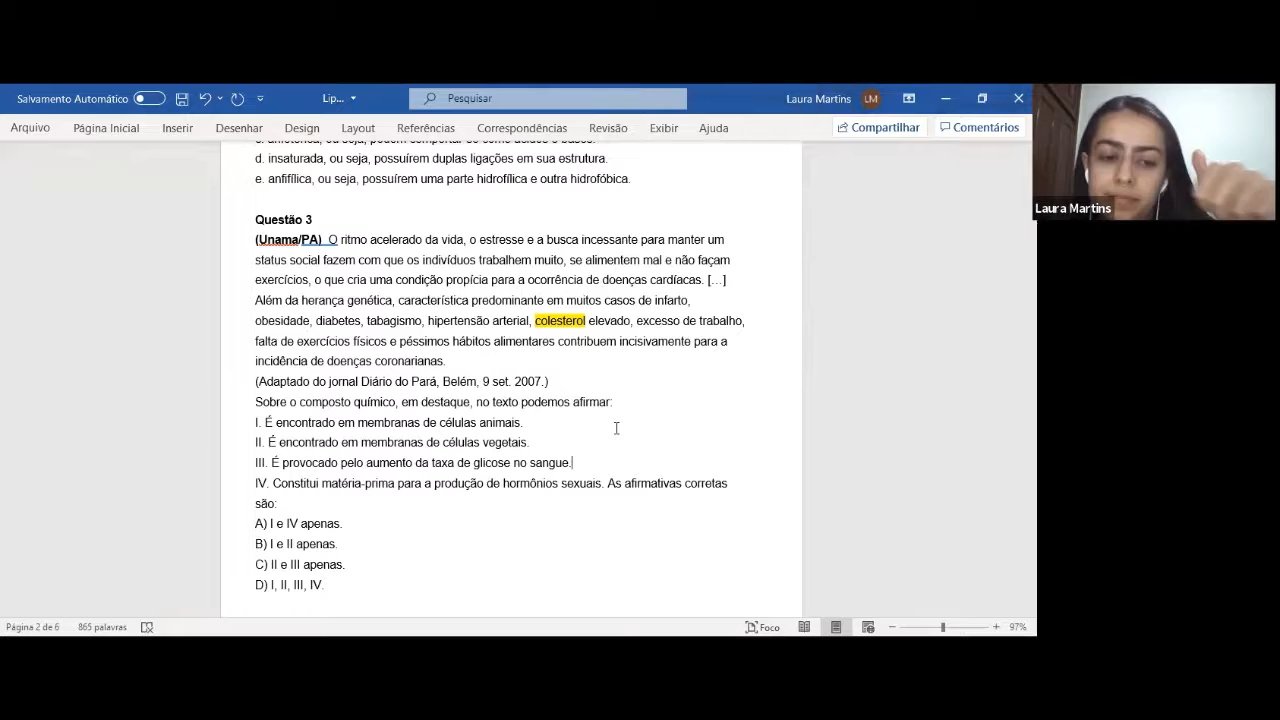 Salvamento Automático
Lip...
Pesquisar
Laura Martins
LM
Arquivo
Página Inicial
Inserir
Desenhar
Design
Layout
Referências
Correspondências
Revisão
Exibir
Ajuda
Compartilhar
Comentários
d. insaturada, ou seja, possuírem duplas ligações em sua estrutura.
e. anfifílica, ou seja, possuírem uma parte hidrofílica e outra hidrofóbica.
Questão 3
(Unama/PA) O ritmo acelerado da vida, o estresse e a busca incessante para manter um
status social fazem com que os indivíduos trabalhem muito, se alimentem mal e não façam
exercícios, o que cria uma condição propícia para a ocorrência de doenças cardíacas. [...]
Além da herança genética, característica predominante em muitos casos de infarto,
obesidade, diabetes, tabagismo, hipertensão arterial, colesterol elevado, excesso de trabalho,
falta de exercícios físicos e péssimos hábitos alimentares contribuem incisivamente para a
incidência de doenças coronarianas.
(Adaptado do jornal Diário do Pará, Belém, 9 set. 2007.)
Sobre o composto químico, em destaque, no texto podemos afirmar:
I. É encontrado em membranas de células animais.
II. É encontrado em membranas de células vegetais.
III. É provocado pelo aumento da taxa de glicose no sangue.
IV. Constitui matéria-prima para a produção de hormônios sexuais. As afirmativas corretas
são:
A) I e IV apenas.
B) I e II apenas.
C) II e III apenas.
D) I, II, III, IV.
Página 2 de 6
865 palavras
Foco
97%
Laura Martins